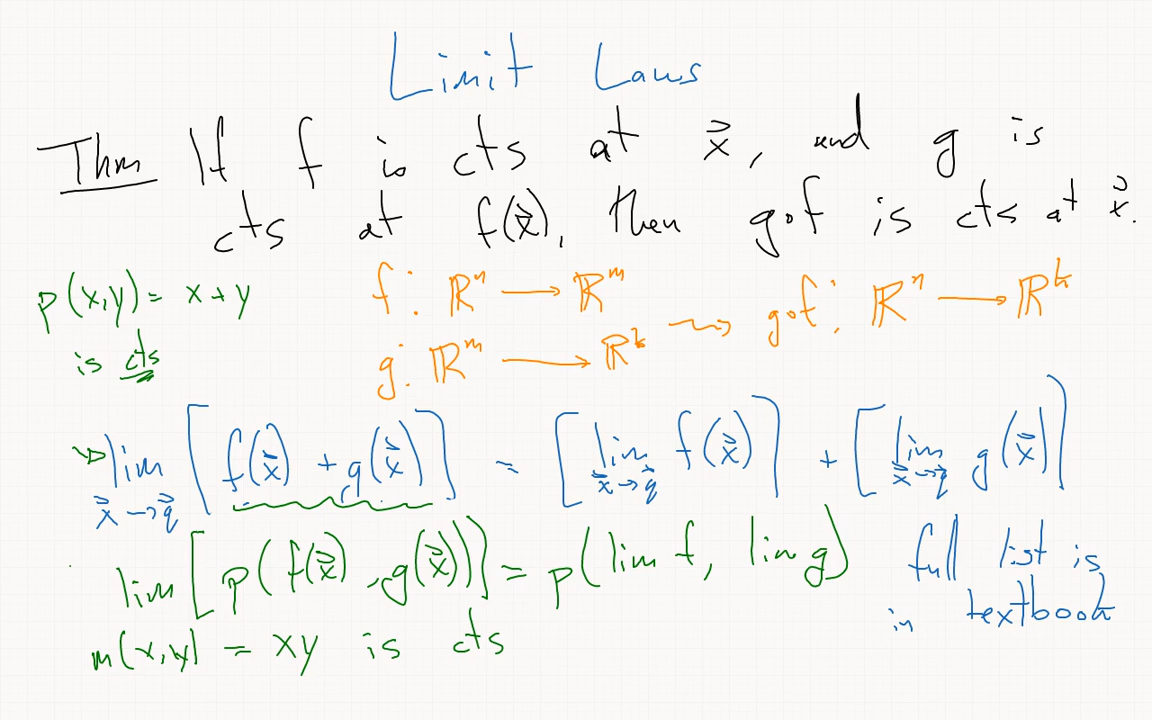 Limit Laws
Thm If f is cts at x⃗, and g is
cts at f(x⃗), then g∘f is cts at x⃗.
p(x,y) = x + y
is cts
f: ℝⁿ → ℝᵐ
g: ℝᵐ → ℝᵏ ⇝ g∘f: ℝⁿ → ℝᵏ
lim x⃗→q⃗ [f(x⃗) + g(x⃗)] = [lim x⃗→q⃗ f(x⃗)] + [lim x⃗→q⃗ g(x⃗)]
lim [p(f(x⃗), g(x⃗))] = p(lim f, lim g)
full list is
in textbook
m(x,y) = xy is cts